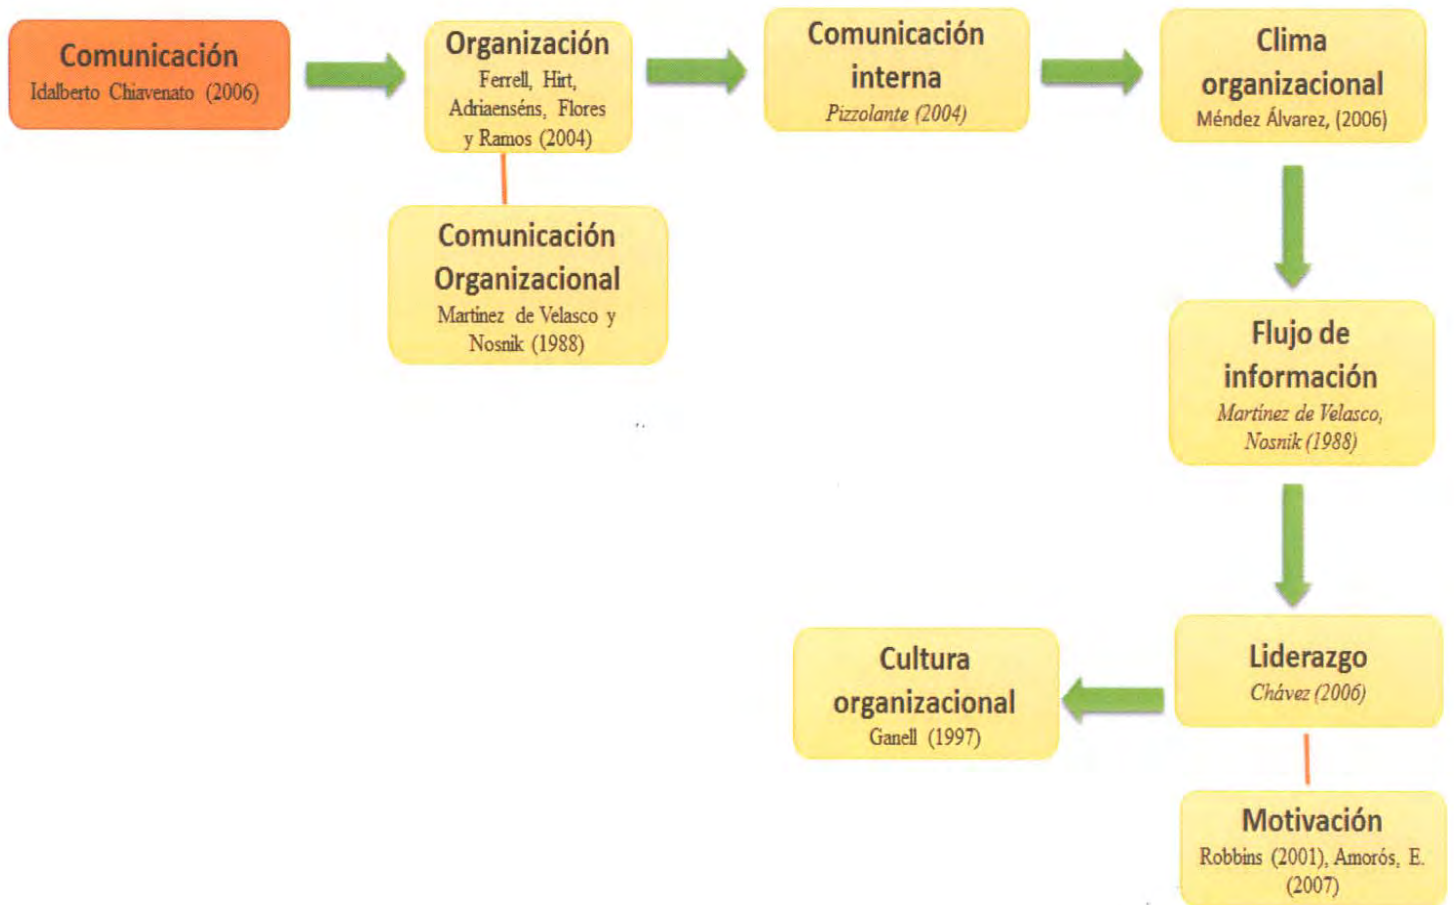 Comunicación
Idalberto Chiavenato (2006)
Organización
Ferrell, Hirt,
Adriaenséns, Flores
y Ramos (2004)
Comunicación
Organizacional
Martínez de Velasco y
Nosnik (1988)
Comunicación
interna
Pizzolante (2004)
Clima
organizacional
Méndez Álvarez, (2006)
Flujo de
información
Martínez de Velasco,
Nosnik (1988)
Liderazgo
Chávez (2006)
Cultura
organizacional
Ganell (1997)
Motivación
Robbins (2001), Amorós, E.
(2007)